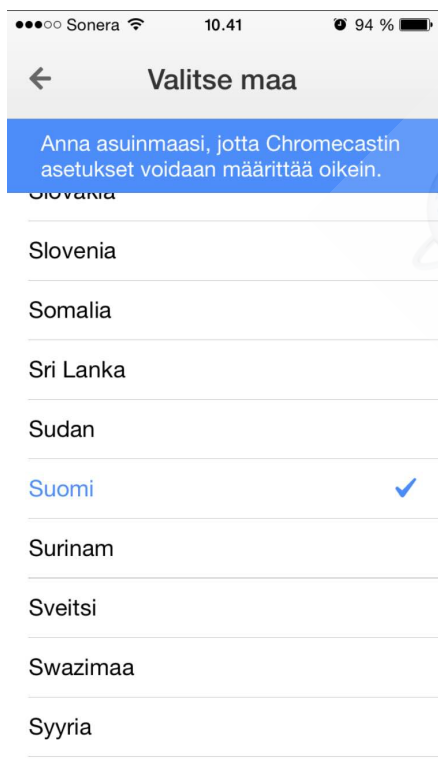 Sonera 10.41 94 %
Valitse maa
Anna asuinmaasi, jotta Chromecastin
asetukset voidaan määrittää oikein.
Slovakia
Slovenia
Somalia
Sri Lanka
Sudan
Suomi
Surinam
Sveitsi
Swazimaa
Syyria